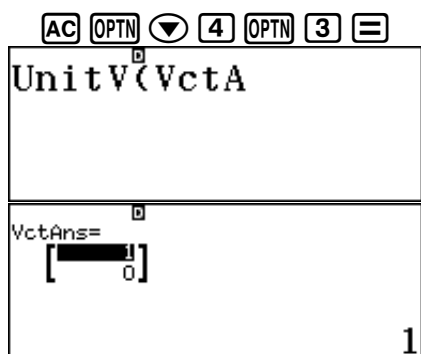 AC OPTN ▼ 4 OPTN 3 =
D
UnitV(VctA
D
VctAns=
[1
0]
1